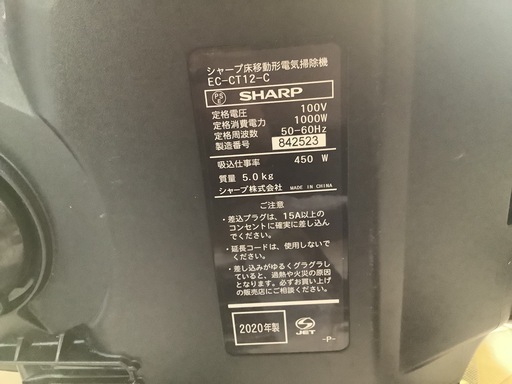 シャープ床移動形電気掃除機
EC-CT12-C
PS E SHARP
定格電圧 100V
定格消費電力 1000W
定格周波数 50-60Hz
製造番号 842523
吸込仕事率 450 W
質量 5.0kg
シャープ株式会社 MADE IN CHINA
ご注意
・差込プラグは、15A以上の
コンセントに確実に差し込ん
でください。
・延長コードは、使用しないで
ください。
・差し込みがゆるくグラグラし
ていると、過熱や火災の原因
となります。必ずお買い上げ
の販売店にご相談ください。
2020年製 JET -P-